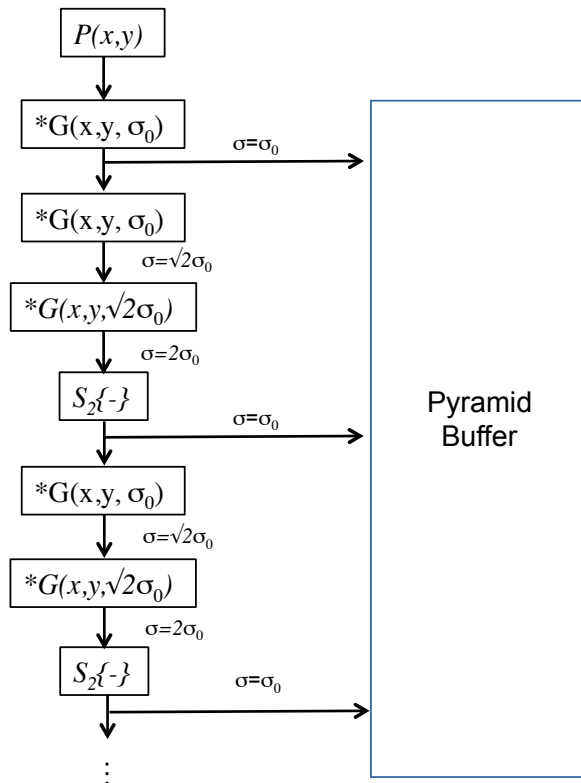 P(x,y)
*G(x,y, σ₀)
σ=σ₀
*G(x,y, σ₀)
σ=√2σ₀
*G(x,y,√2σ₀)
σ=2σ₀
S₂{-}
σ=σ₀
Pyramid
Buffer
*G(x,y, σ₀)
σ=√2σ₀
*G(x,y,√2σ₀)
σ=2σ₀
S₂{-}
σ=σ₀
⋮